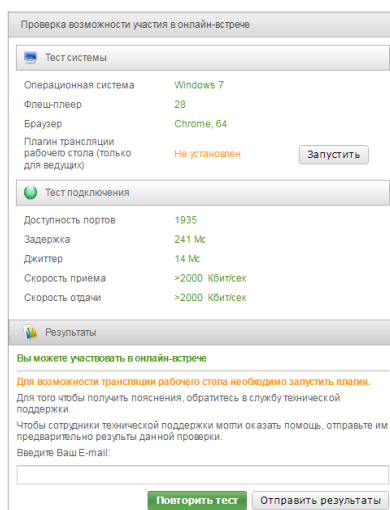 Проверка возможности участия в онлайн-встрече
Тест системы
Операционная система Windows 7
Флеш-плеер 28
Браузер Chrome, 64
Плагин трансляции
рабочего стола (только
для ведущих)
Не установлен
Запустить
Тест подключения
Доступность портов 1935
Задержка 241 Мс
Джиттер 14 Мс
Скорость приема >2000 Кбит/сек
Скорость отдачи >2000 Кбит/сек
Результаты
Вы можете участвовать в онлайн-встрече
Для возможности трансляции рабочего стола необходимо запустить плагин.
Для того чтобы получить пояснения, обратитесь в службу технической
поддержки.
Чтобы сотрудники технической поддержки могли оказать помощь, отправьте им
предварительно результы данной проверки.
Введите Ваш E-mail:
Повторить тест Отправить результаты